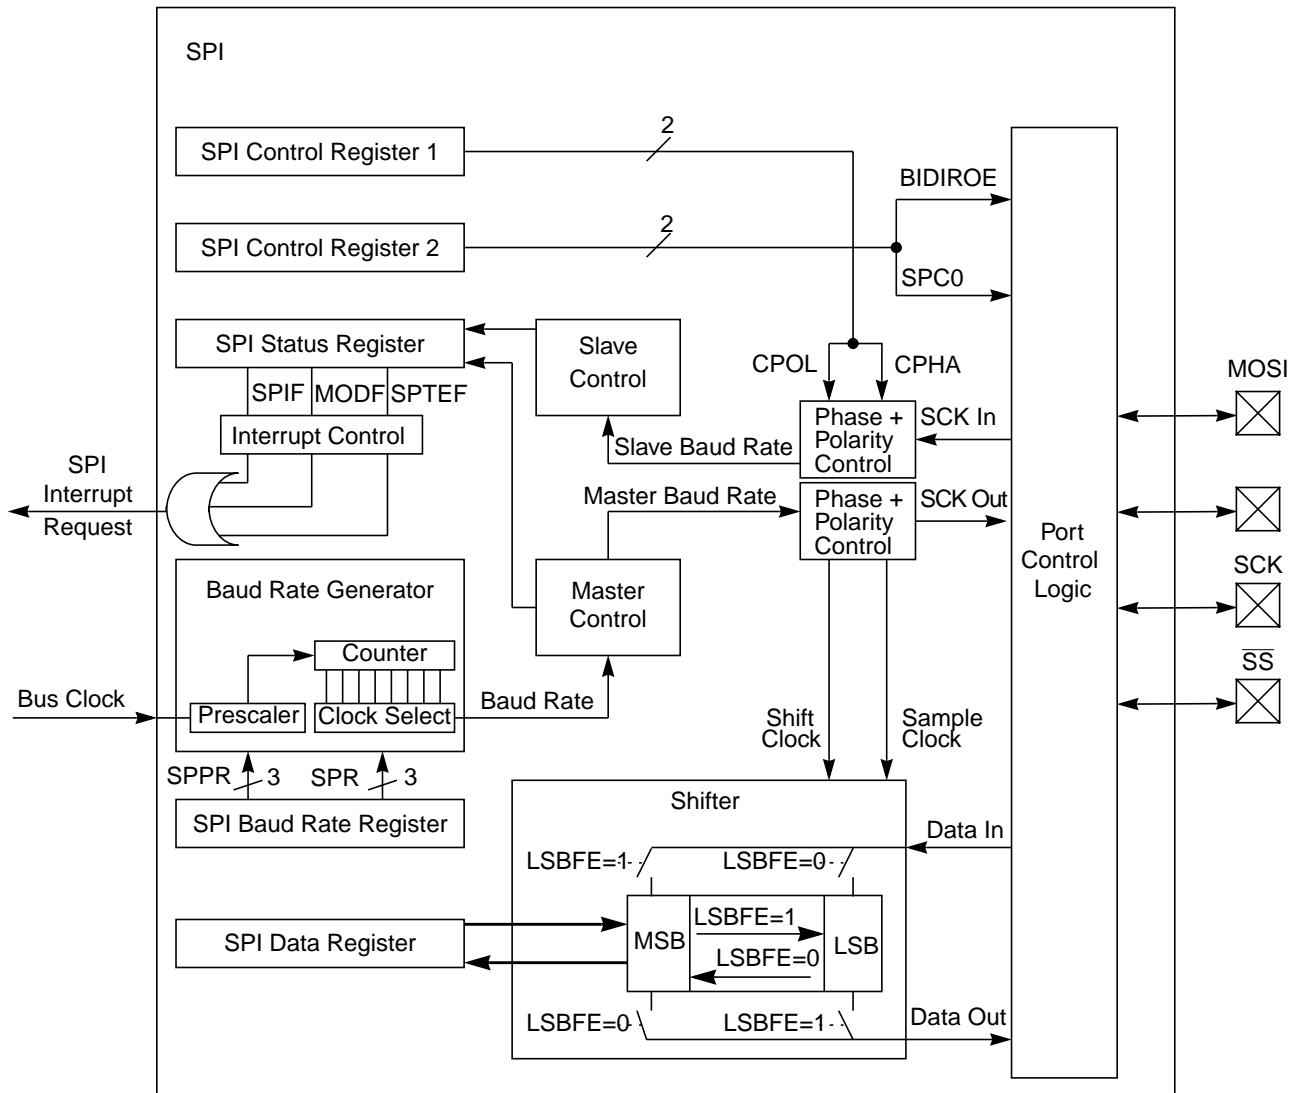 SPI
SPI Control Register 1
2
SPI Control Register 2
2
BIDIROE
SPC0
SPI Status Register
SPIF
MODF
SPTEF
Interrupt Control
SPI
Interrupt
Request
Slave
Control
CPOL
CPHA
Phase +
Polarity
Control
SCK In
Slave Baud Rate
Master Baud Rate
Phase +
Polarity
Control
SCK Out
Port
Control
Logic
MOSI
SCK
SS
Baud Rate Generator
Counter
Prescaler
Clock Select
Bus Clock
Baud Rate
Master
Control
SPPR
3
SPR
3
SPI Baud Rate Register
Shift
Clock
Sample
Clock
Shifter
Data In
LSBFE=1
LSBFE=0
SPI Data Register
MSB
LSBFE=1
LSBFE=0
LSB
LSBFE=0
LSBFE=1
Data Out